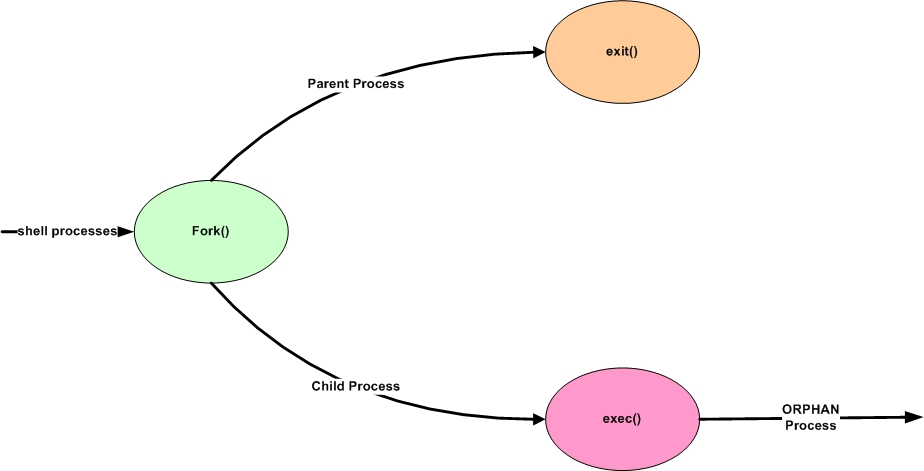 exit()
Parent Process
shell processes
Fork()
Child Process
exec()
ORPHAN
Process